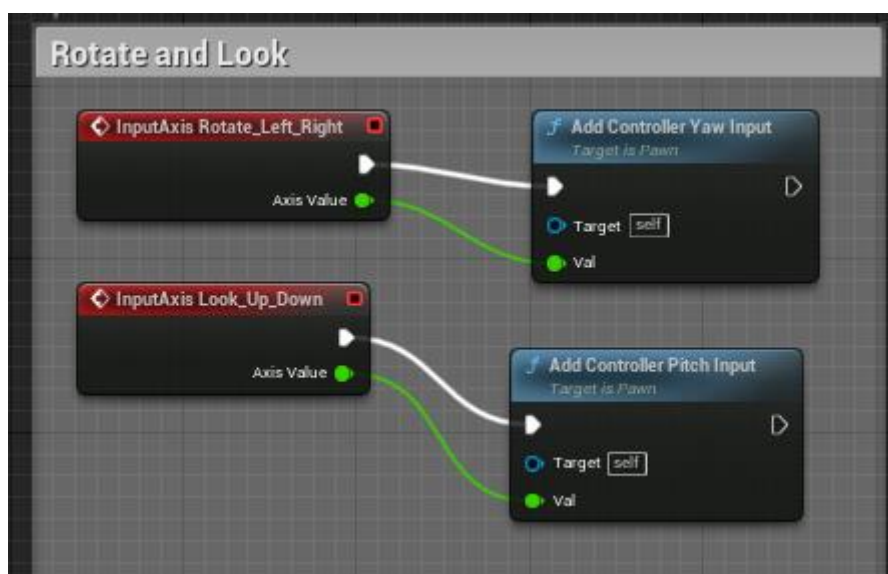 Rotate and Look
InputAxis Rotate_Left_Right
Axis Value
Add Controller Yaw Input
Target is Pawn
Target self
Val
InputAxis Look_Up_Down
Axis Value
Add Controller Pitch Input
Target is Pawn
Target self
Val